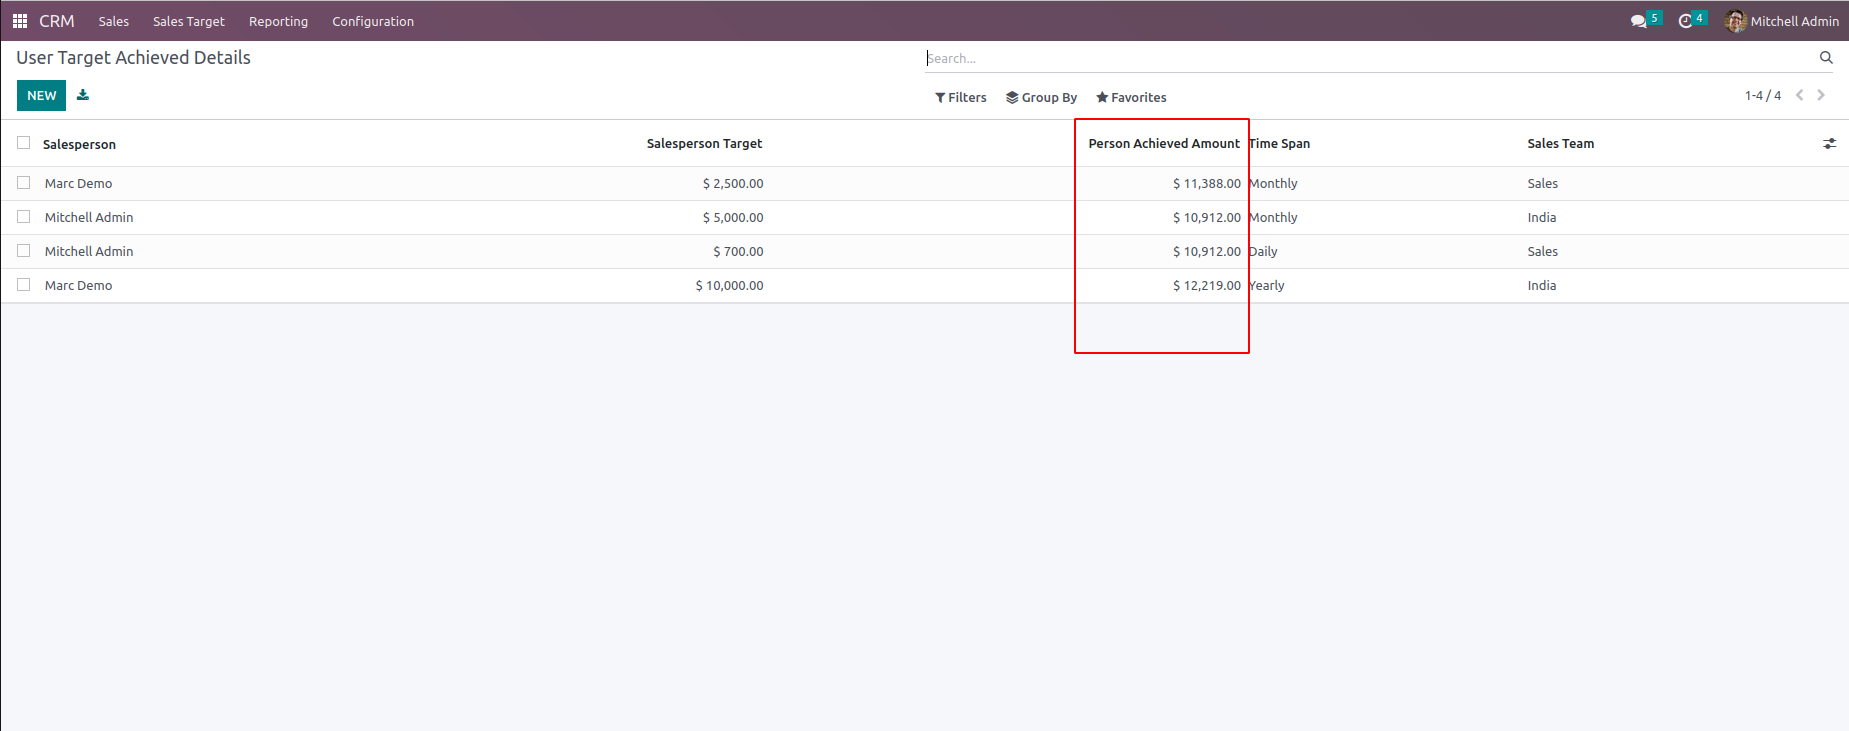 CRM Sales Sales Target Reporting Configuration 5 4 Mitchell Admin
User Target Achieved Details Search...
NEW Filters Group By Favorites 1-4 / 4
Salesperson Salesperson Target Person Achieved Amount Time Span Sales Team
Marc Demo $ 2,500.00 $ 11,388.00 Monthly Sales
Mitchell Admin $ 5,000.00 $ 10,912.00 Monthly India
Mitchell Admin $ 700.00 $ 10,912.00 Daily Sales
Marc Demo $ 10,000.00 $ 12,219.00 Yearly India